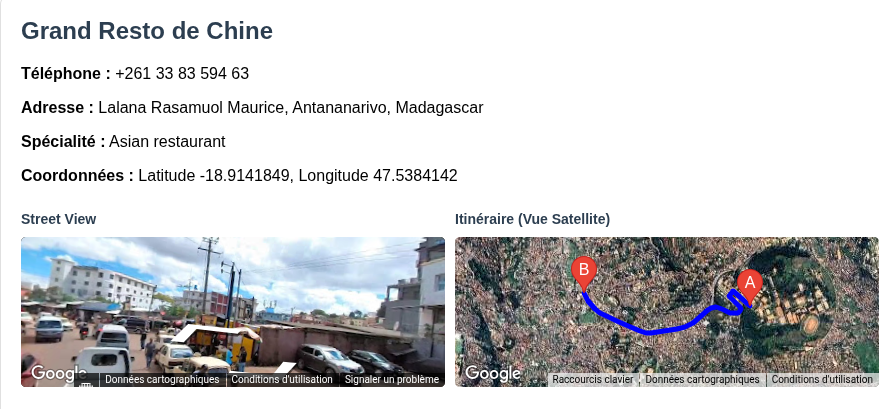 Grand Resto de Chine
Téléphone : +261 33 83 594 63
Adresse : Lalana Rasamuol Maurice, Antananarivo, Madagascar
Spécialité : Asian restaurant
Coordonnées : Latitude -18.9141849, Longitude 47.5384142
Street View
Itinéraire (Vue Satellite)
Google
Données cartographiques
Conditions d'utilisation
Signaler un problème
B
A
Google
Raccourcis clavier
Données cartographiques
Conditions d'utilisation